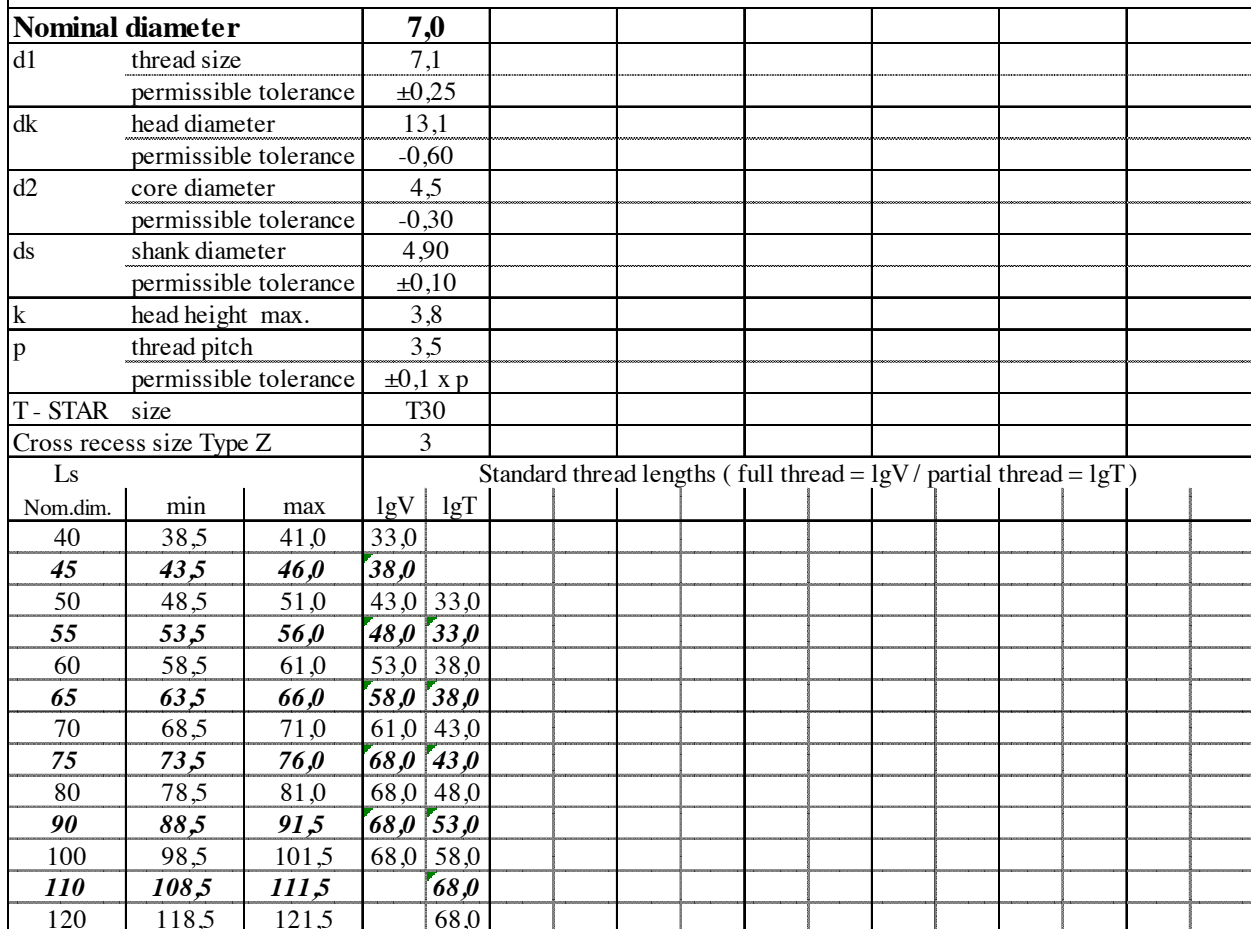 Nominal diameter 7,0
d1 thread size 7,1
permissible tolerance ±0,25
dk head diameter 13,1
permissible tolerance -0,60
d2 core diameter 4,5
permissible tolerance -0,30
ds shank diameter 4,90
permissible tolerance ±0,10
k head height max. 3,8
p thread pitch 3,5
permissible tolerance ±0,1 x p
T - STAR size T30
Cross recess size Type Z 3
Ls Standard thread lengths ( full thread = lgV / partial thread = lgT )
Nom.dim. min max lgV lgT
40 38,5 41,0 33,0
45 43,5 46,0 38,0
50 48,5 51,0 43,0 33,0
55 53,5 56,0 48,0 33,0
60 58,5 61,0 53,0 38,0
65 63,5 66,0 58,0 38,0
70 68,5 71,0 61,0 43,0
75 73,5 76,0 68,0 43,0
80 78,5 81,0 68,0 48,0
90 88,5 91,5 68,0 53,0
100 98,5 101,5 68,0 58,0
110 108,5 111,5 68,0
120 118,5 121,5 68,0